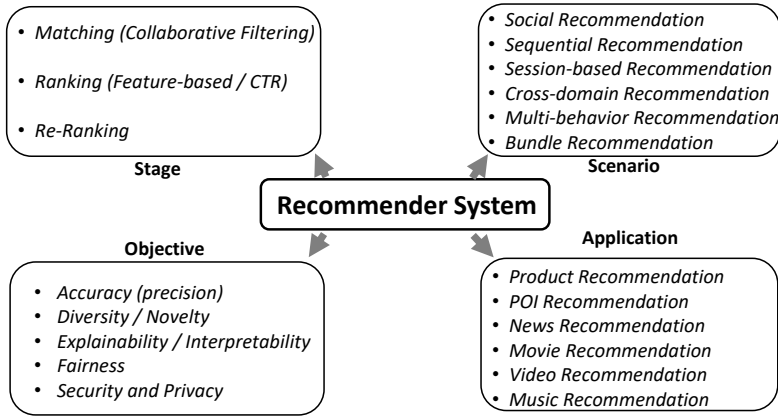 • Matching (Collaborative Filtering)
• Ranking (Feature-based / CTR)
• Re-Ranking
Stage
• Social Recommendation
• Sequential Recommendation
• Session-based Recommendation
• Cross-domain Recommendation
• Multi-behavior Recommendation
• Bundle Recommendation
Scenario
Recommender System
Objective
• Accuracy (precision)
• Diversity / Novelty
• Explainability / Interpretability
• Fairness
• Security and Privacy
Application
• Product Recommendation
• POI Recommendation
• News Recommendation
• Movie Recommendation
• Video Recommendation
• Music Recommendation